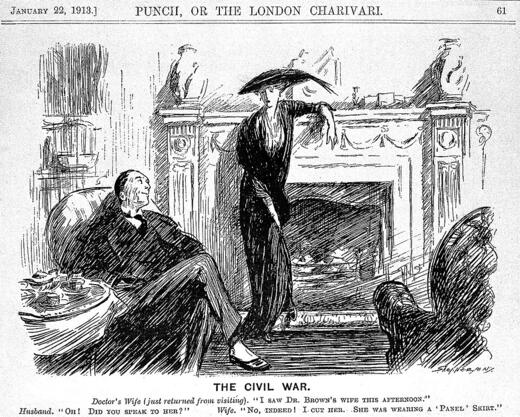 JANUARY 22, 1913.] PUNCH, OR THE LONDON CHARIVARI. 61
THE CIVIL WAR.
Doctor's Wife (just returned from visiting). "I SAW DR. BROWN'S WIFE THIS AFTERNOON."
Husband. "OH! DID YOU SPEAK TO HER?" Wife. "NO, INDEED! I CUT HER. SHE WAS WEARING A 'PANEL' SKIRT."